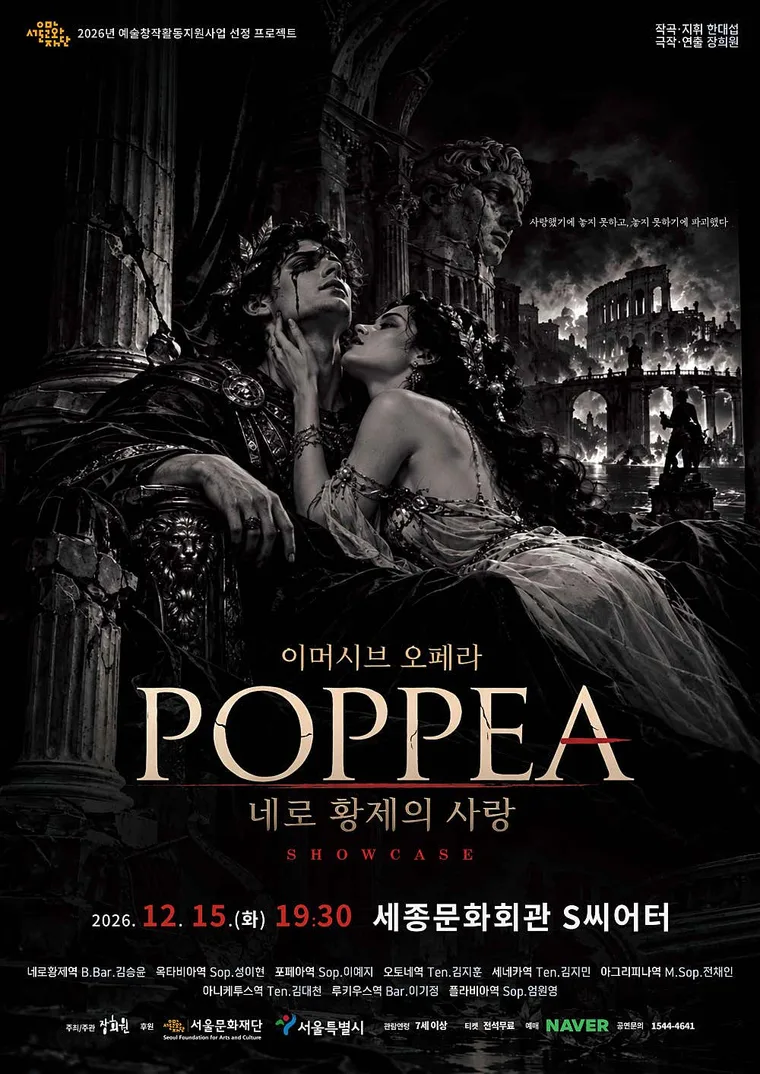 서울문화재단
2026년 예술창작활동지원사업 선정 프로젝트
작곡·지휘 한대섭
극작·연출 장희원
사랑했기에 놓지 못하고, 놓지 못하기에 파괴했다
이머시브 오페라
POPPEA
네로 황제의 사랑
SHOWCASE
2026. 12. 15.(화) 19:30 세종문화회관 S씨어터
네로황제역 B.Bar.김승윤 옥타비아역 Sop.성이현 포페아역 Sop.이예지 오토네역 Ten.김지훈 세네카역 Ten.김지민 아그리피나역 M.Sop.전채인
아니케투스역 Ten.김대천 루키우스역 Bar.이기정 플라비아역 Sop.엄원영
주최/주관 장희원 후원 서울문화재단 서울특별시 관람연령 7세 이상 티켓 전석무료 예매 NAVER 공연문의 1544-4641
Seoul Foundation for Arts and Culture